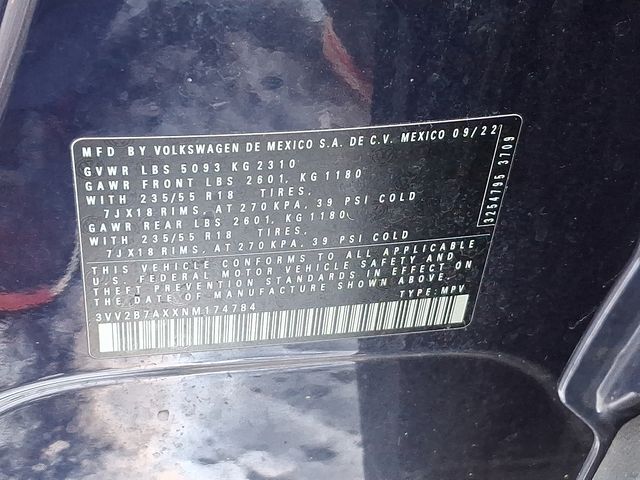 MFD BY VOLKSWAGEN DE MEXICO S.A. DE C.V. MEXICO 09/22
GVWR LBS 5093 KG 2310
GAWR FRONT LBS 2601, KG 1180
WITH 235/55 R18 TIRES.
7JX18 RIMS, AT 270 KPA, 39 PSI COLD.
GAWR REAR LBS 2601, KG 1180
WITH 235/55 R18 TIRES.
7JX18 RIMS, AT 270 KPA, 39 PSI COLD
THIS VEHICLE CONFORMS TO ALL APPLICABLE
U.S. FEDERAL MOTOR VEHICLE SAFETY AND
THEFT PREVENTION STANDARDS IN EFFECT ON
THE DATE OF MANUFACTURE SHOWN ABOVE.
3VV2B7AXXNM174784 TYPE: MPV
3254795 3709